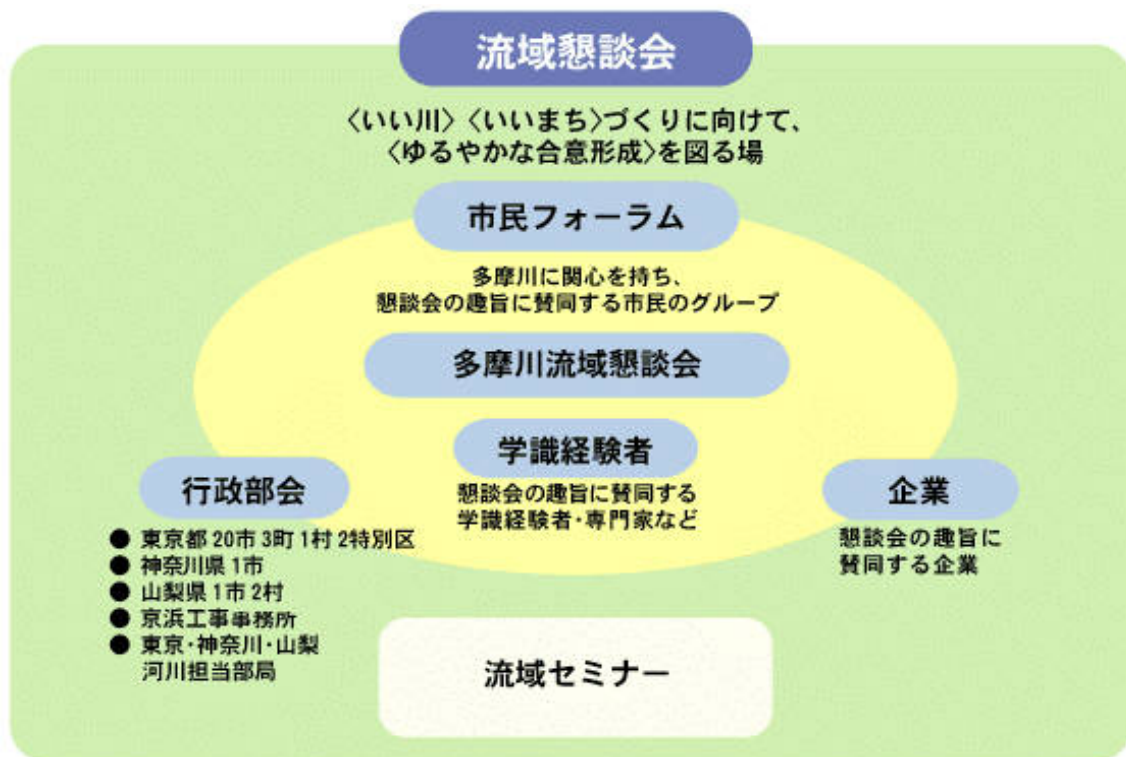 流域懇談会
〈いい川〉〈いいまち〉づくりに向けて、
〈ゆるやかな合意形成〉を図る場
市民フォーラム
多摩川に関心を持ち、
懇談会の趣旨に賛同する市民のグループ
多摩川流域懇談会
学識経験者
懇談会の趣旨に賛同する
学識経験者・専門家など
行政部会
● 東京都 20市 3町 1村 2特別区
● 神奈川県 1市
● 山梨県 1市 2村
● 京浜工事事務所
● 東京・神奈川・山梨
河川担当部局
企業
懇談会の趣旨に
賛同する企業
流域セミナー